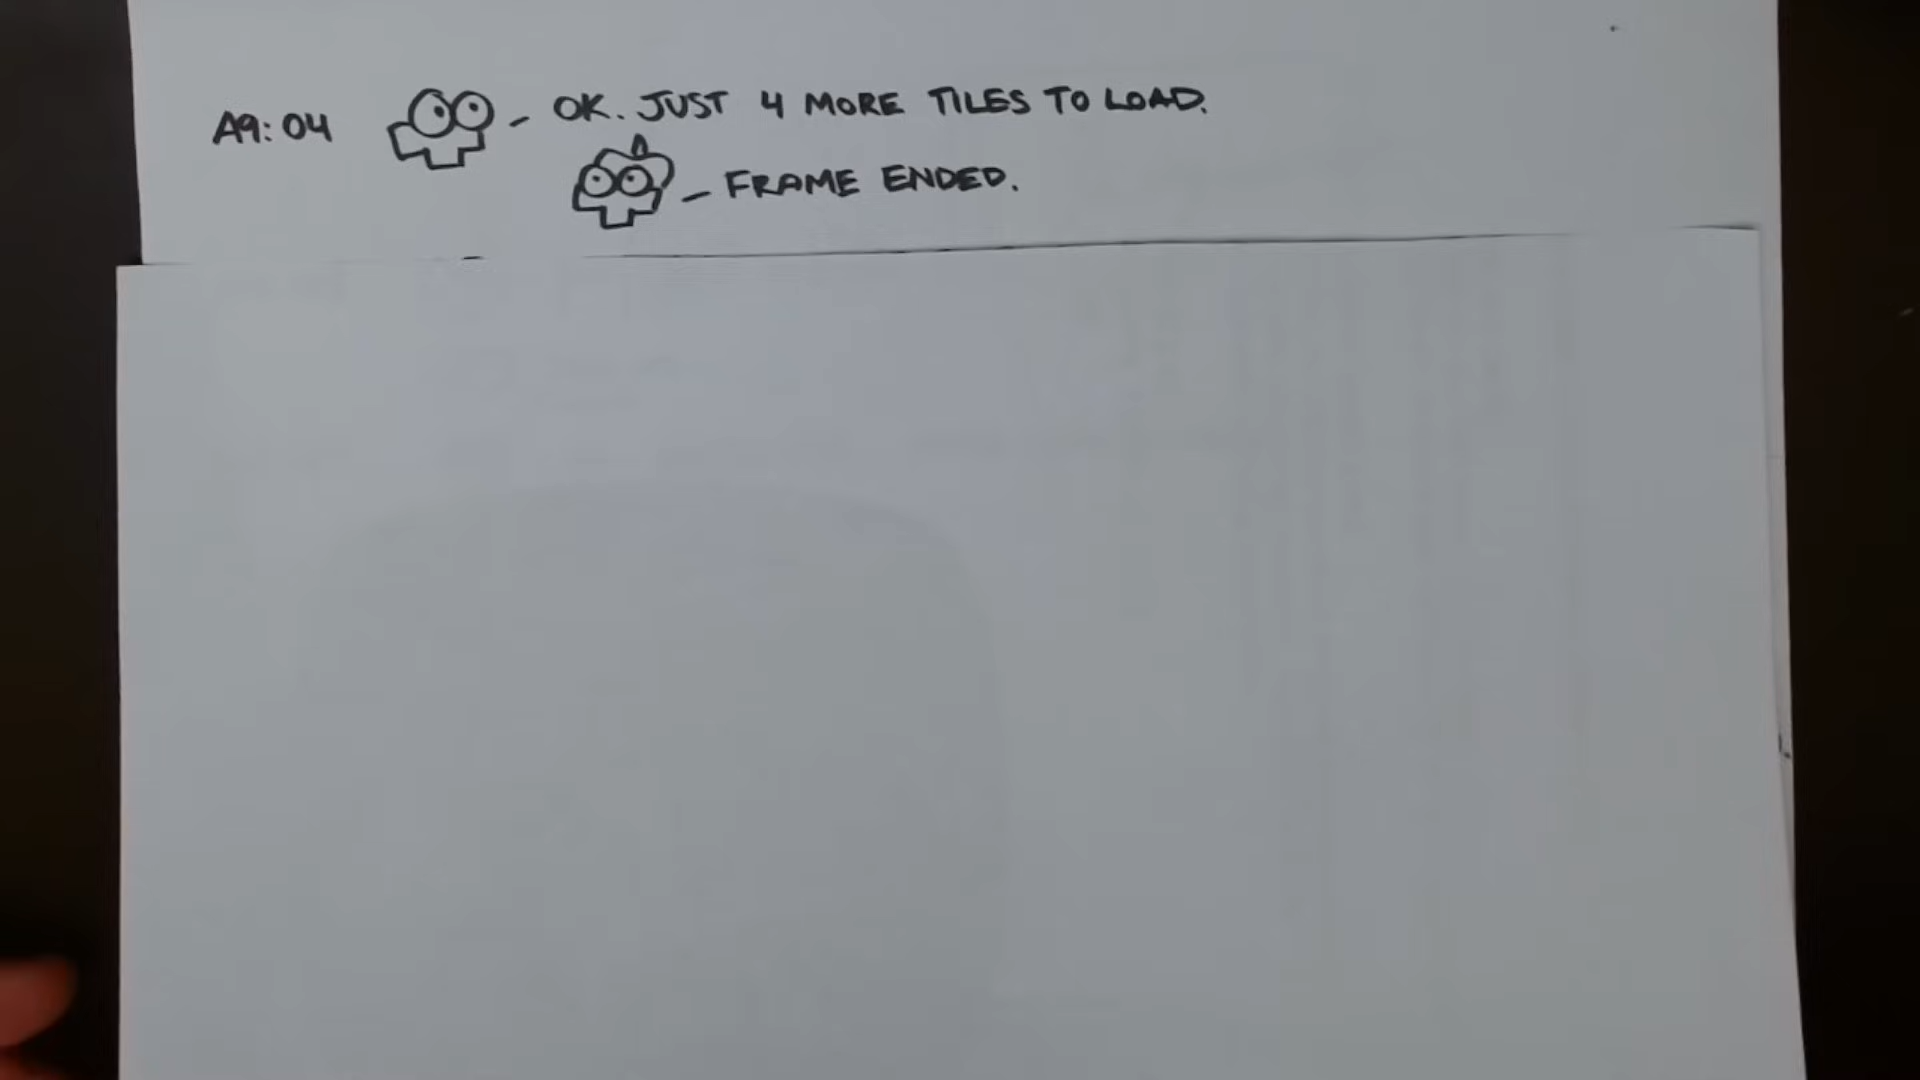 A9:04 - OK. JUST 4 MORE TILES TO LOAD.
- FRAME ENDED.